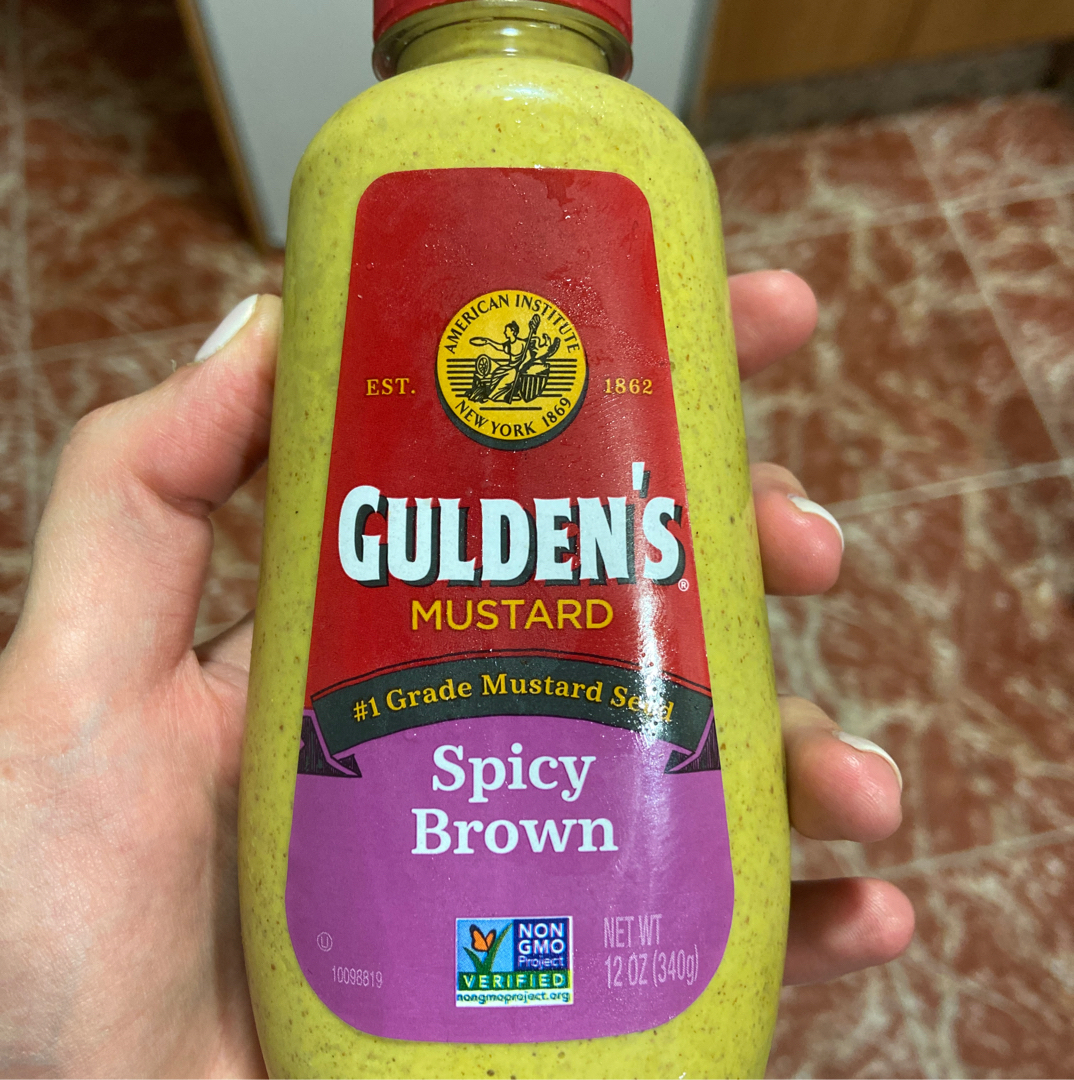 AMERICAN INSTITUTE
EST. 1862
NEW YORK 1869
GULDEN'S®
MUSTARD
#1 Grade Mustard Seed
Spicy
Brown
NON
GMO
Project
VERIFIED
nongmoproject.org
NET WT
12 OZ (340g)
U
10098819